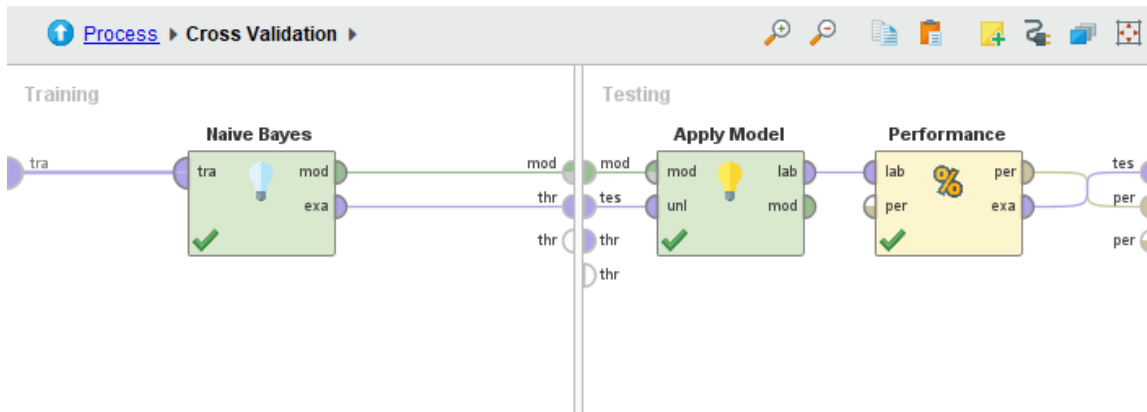 Process Cross Validation
Training
Testing
Naive Bayes
Apply Model
Performance
tra
tra
mod
exa
mod
thr
thr
mod
tes
thr
thr
mod
unl
lab
mod
lab
per
%
per
exa
tes
per
per